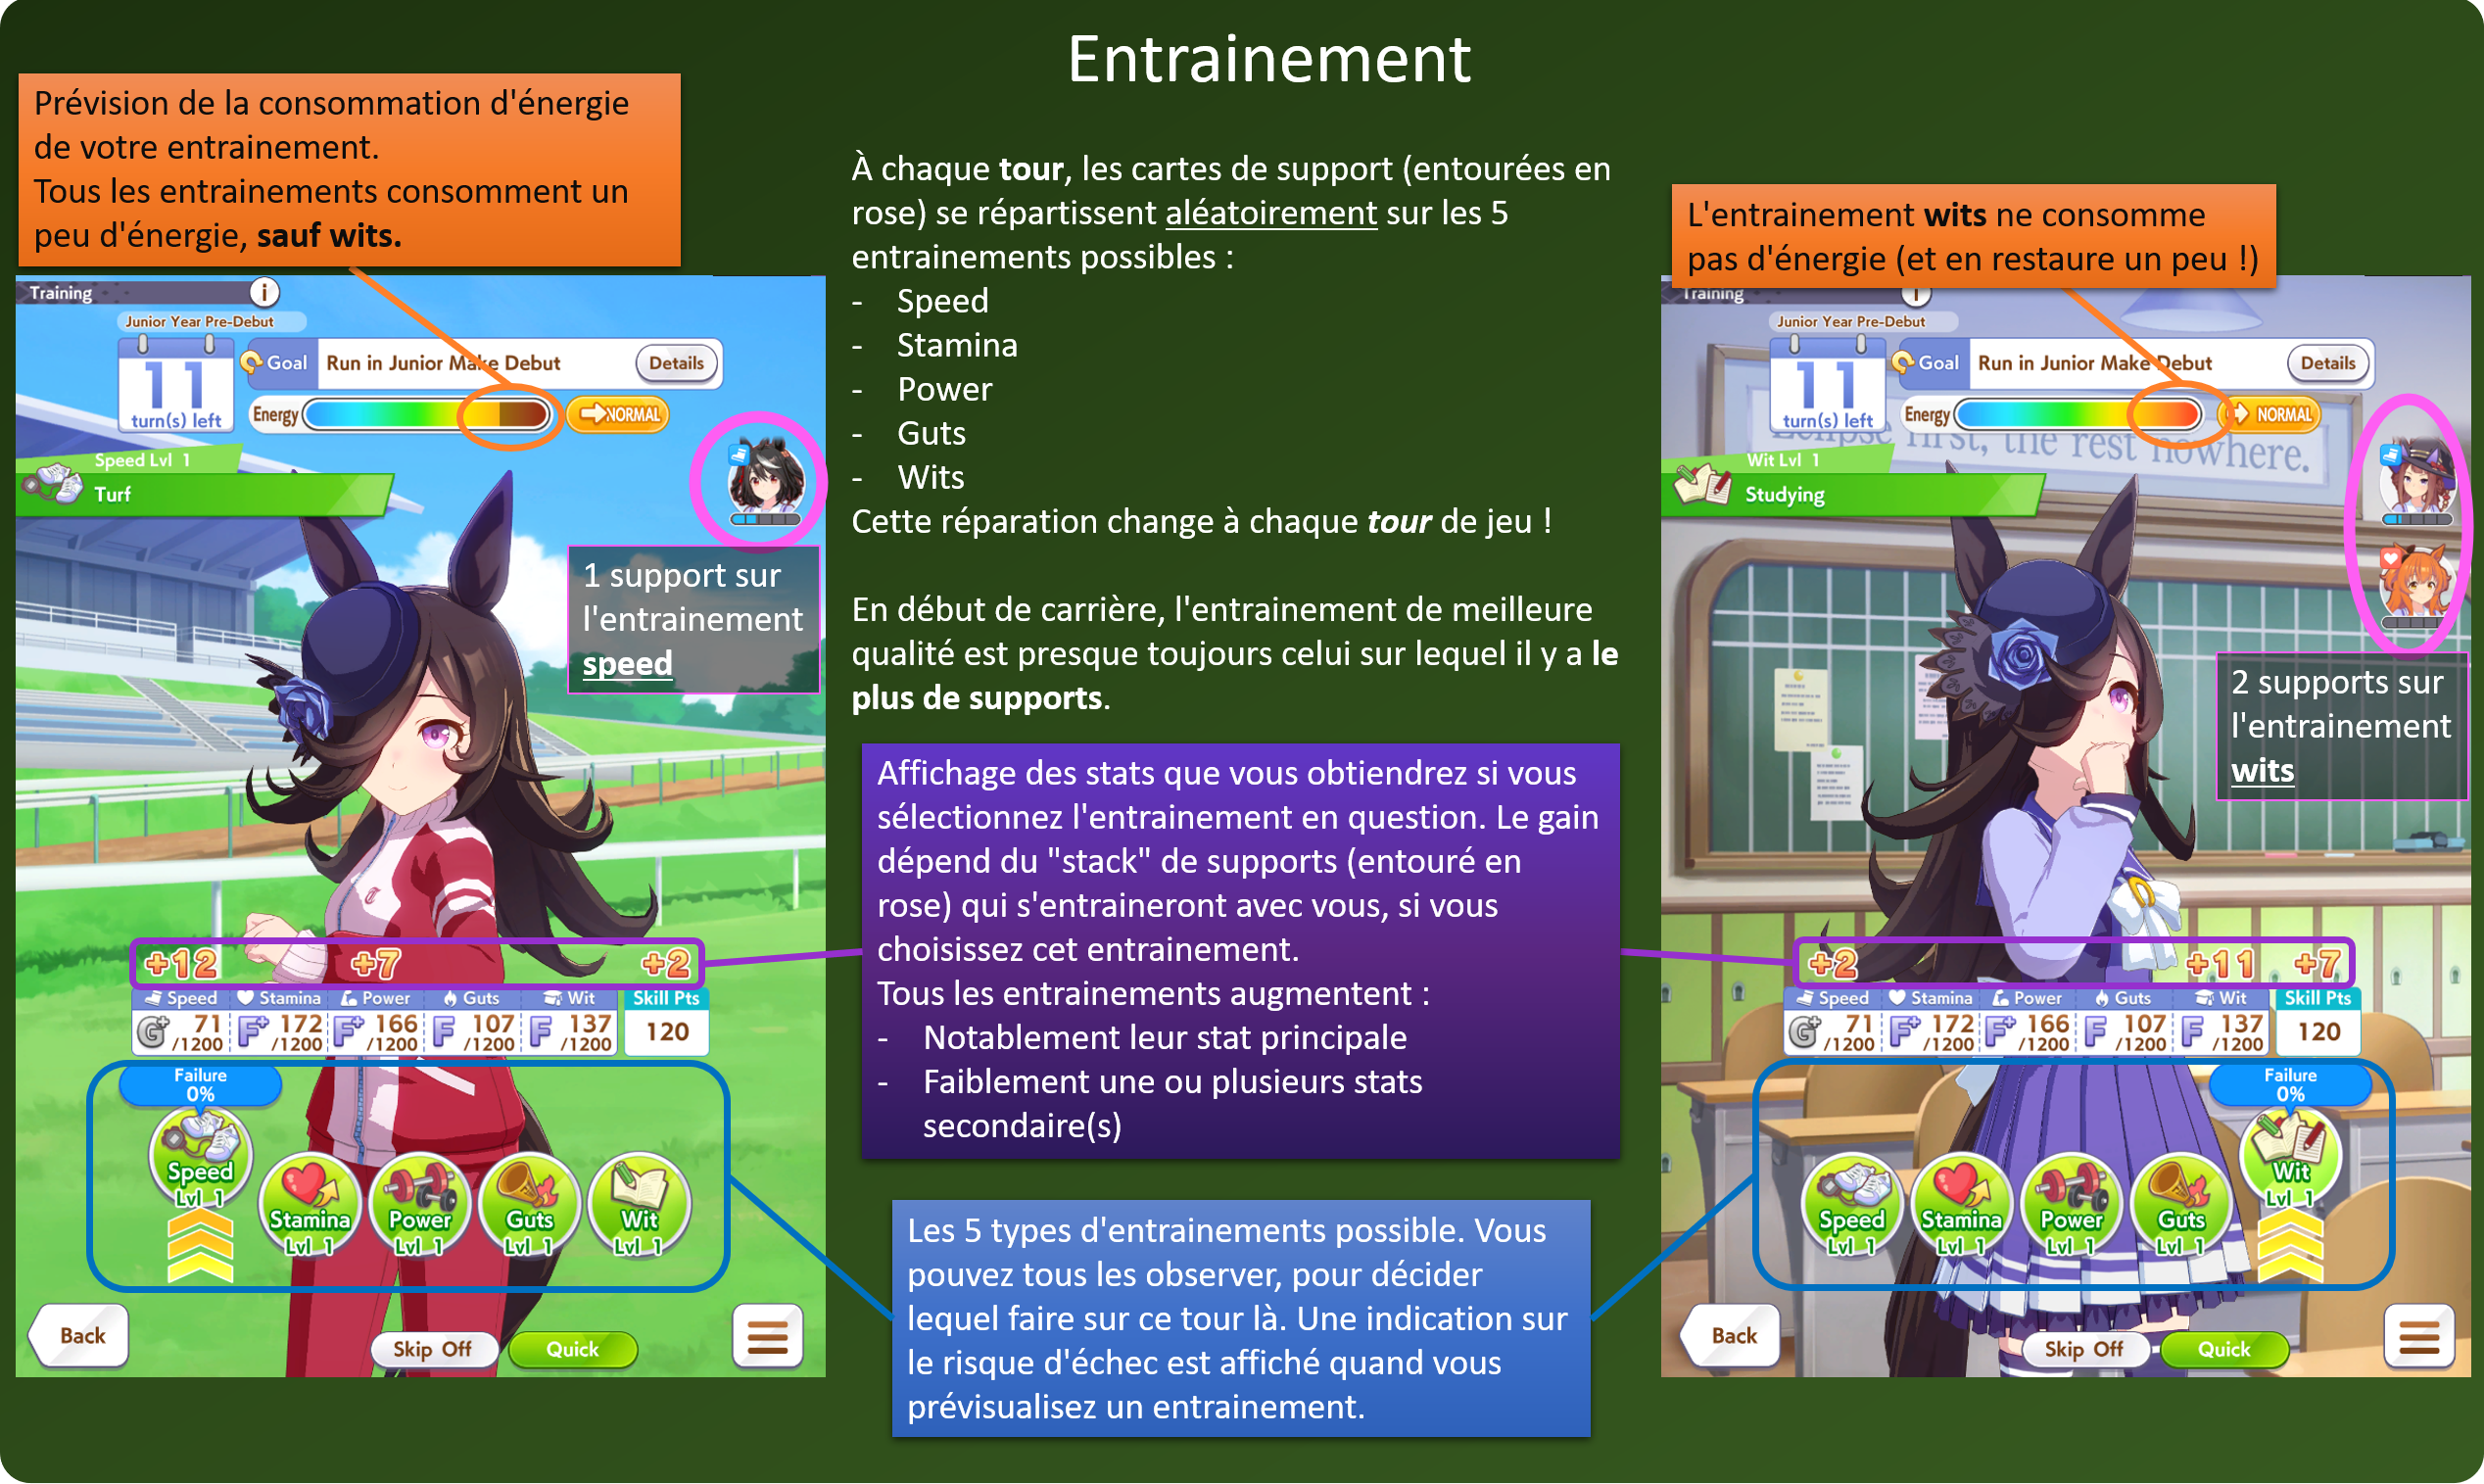 Entrainement
Prévision de la consommation d'énergie
de votre entrainement.
Tous les entrainements consomment un
peu d'énergie, sauf wits.
Training
i
Junior Year Pre-Debut
11
turn(s) left
Goal
Run in Junior Make Debut
Details
Energy
NORMAL
Speed Lvl 1
Turf
1 support sur
l'entrainement
speed
+12 +7 +2
Speed Stamina Power Guts Wit Skill Pts
G+ 71 F+ 172 F+ 166 F 107 F 137 120
/1200 /1200 /1200 /1200 /1200
Failure
0%
Speed
Lvl 1
Stamina
Lvl 1
Power
Lvl 1
Guts
Lvl 1
Wit
Lvl 1
Back
Skip Off
Quick
À chaque tour, les cartes de support (entourées en
rose) se répartissent aléatoirement sur les 5
entrainements possibles :
- Speed
- Stamina
- Power
- Guts
- Wits
Cette réparation change à chaque tour de jeu !
En début de carrière, l'entrainement de meilleure
qualité est presque toujours celui sur lequel il y a le
plus de supports.
Affichage des stats que vous obtiendrez si vous
sélectionnez l'entrainement en question. Le gain
dépend du "stack" de supports (entouré en
rose) qui s'entraineront avec vous, si vous
choisissez cet entrainement.
Tous les entrainements augmentent :
- Notablement leur stat principale
- Faiblement une ou plusieurs stats
secondaire(s)
Les 5 types d'entrainements possible. Vous
pouvez tous les observer, pour décider
lequel faire sur ce tour là. Une indication sur
le risque d'échec est affiché quand vous
prévisualisez un entrainement.
L'entrainement wits ne consomme
pas d'énergie (et en restaure un peu !)
Training
i
Junior Year Pre-Debut
11
turn(s) left
Goal
Run in Junior Make Debut
Details
Energy
NORMAL
Eclipse first, the rest nowhere.
Wit Lvl 1
Studying
2 supports sur
l'entrainement
wits
+2 +11 +7
Speed Stamina Power Guts Wit Skill Pts
G+ 71 F+ 172 F+ 166 F 107 F 137 120
/1200 /1200 /1200 /1200 /1200
Failure
0%
Speed
Lvl 1
Stamina
Lvl 1
Power
Lvl 1
Guts
Lvl 1
Wit
Lvl 1
Back
Skip Off
Quick